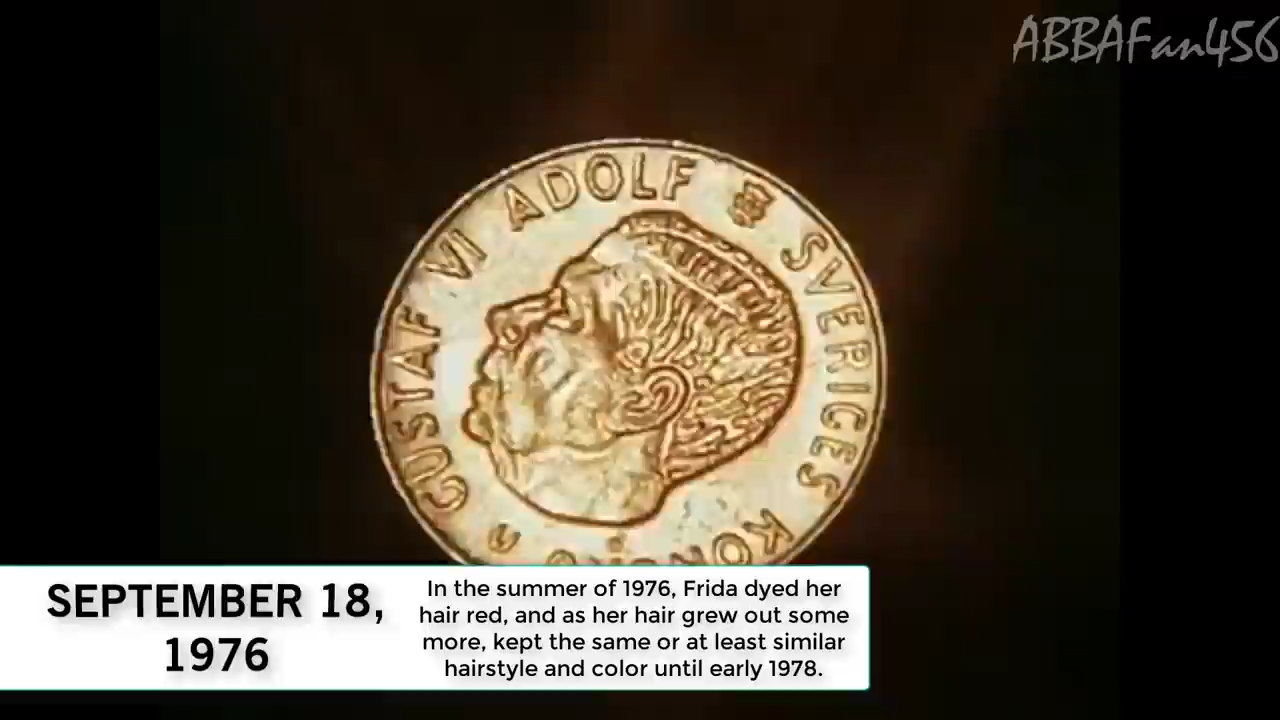 ABBAFan456
GUSTAF VI ADOLF SVERIGES
SEPTEMBER 18,
1976
In the summer of 1976, Frida dyed her
hair red, and as her hair grew out some
more, kept the same or at least similar
hairstyle and color until early 1978.